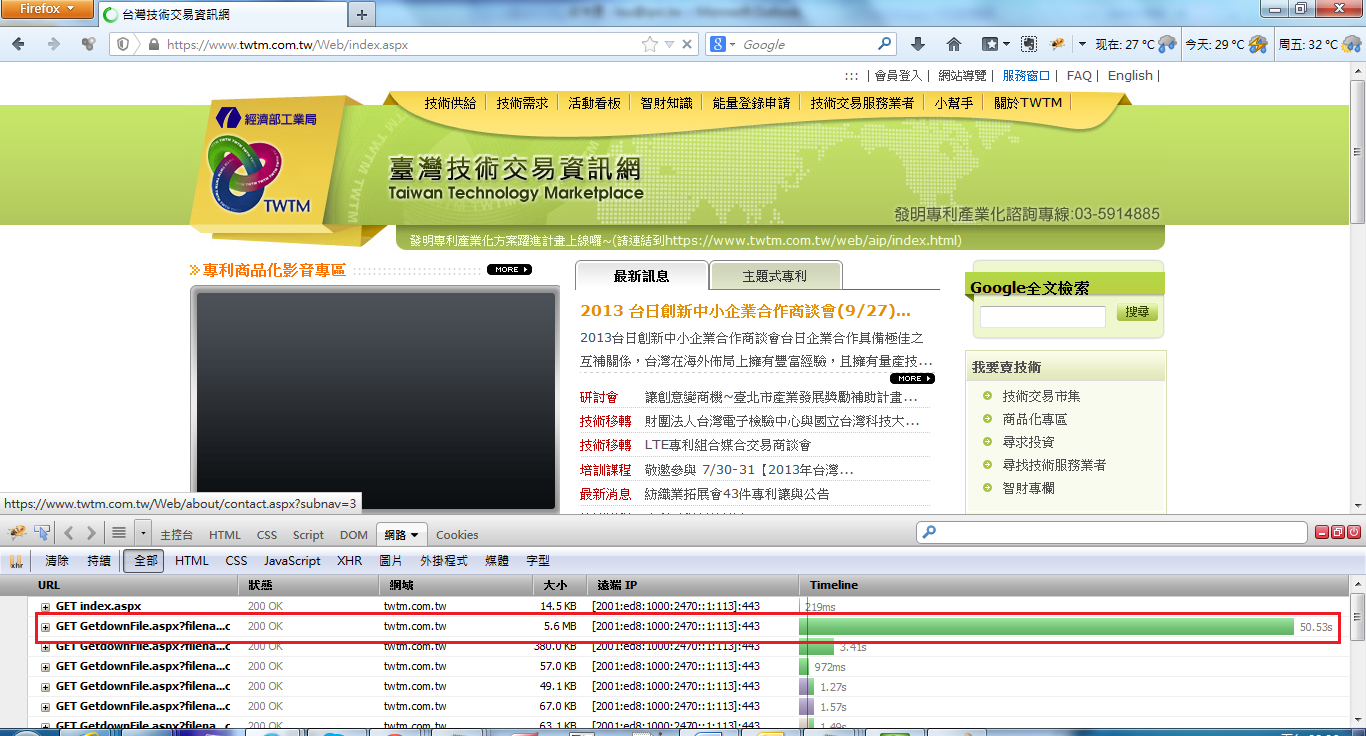 Firefox
台灣技術交易資訊網
https://www.twtm.com.tw/Web/index.aspx
Google
现在: 27 °C
今天: 29 °C
周五: 32 °C
::: | 會員登入 | 網站導覽 | 服務窗口 | FAQ | English |
技術供給 | 技術需求 | 活動看板 | 智財知識 | 能量登錄申請 | 技術交易服務業者 | 小幫手 | 關於TWTM
經濟部工業局
TWTM
臺灣技術交易資訊網
Taiwan Technology Marketplace
發明專利產業化諮詢專線:03-5914885
發明專利產業化方案躍進計畫上線囉~(請連結到https://www.twtm.com.tw/web/aip/index.html)
專利商品化影音專區
MORE
最新訊息
主題式專利
2013 台日創新中小企業合作商談會(9/27)...
2013台日創新中小企業合作商談會台日企業合作具備極佳之
互補關係，台灣在海外佈局上擁有豐富經驗，且擁有量產技...
MORE
研討會 讓創意變商機~臺北市產業發展獎勵補助計畫...
技術移轉 財團法人台灣電子檢驗中心與國立台灣科技大...
技術移轉 LTE專利組合媒合交易商談會
培訓課程 敬邀參與 7/30-31【2013年台灣...
最新消息 紡織業拓展會43件專利讓與公告
Google全文檢索
搜尋
我要賣技術
技術交易市集
商品化專區
尋求投資
尋找技術服務業者
智財專欄
https://www.twtm.com.tw/Web/about/contact.aspx?subnav=3
主控台 HTML CSS Script DOM 網路 Cookies
清除 持續 全部 HTML CSS JavaScript XHR 圖片 外掛程式 媒體 字型
URL 狀態 網域 大小 遠端 IP Timeline
GET index.aspx 200 OK twtm.com.tw 14.5 KB [2001:ed8:1000:2470::1:113]:443 219ms
GET GetdownFile.aspx?filena...c 200 OK twtm.com.tw 5.6 MB [2001:ed8:1000:2470::1:113]:443 50.53s
GET GetdownFile.aspx?filena...c 200 OK twtm.com.tw 380.0 KB [2001:ed8:1000:2470::1:113]:443 3.41s
GET GetdownFile.aspx?filena...c 200 OK twtm.com.tw 57.0 KB [2001:ed8:1000:2470::1:113]:443 972ms
GET GetdownFile.aspx?filena...c 200 OK twtm.com.tw 49.1 KB [2001:ed8:1000:2470::1:113]:443 1.27s
GET GetdownFile.aspx?filena...c 200 OK twtm.com.tw 67.0 KB [2001:ed8:1000:2470::1:113]:443 1.57s
GET GetdownFile.aspx?filena...c 200 OK twtm.com.tw 63.1 KB [2001:ed8:1000:2470::1:113]:443 1.49s